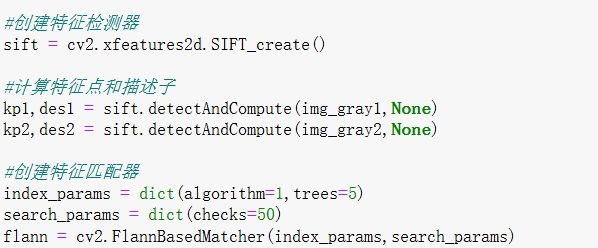 #创建特征检测器
sift = cv2.xfeatures2d.SIFT_create()
#计算特征点和描述子
kp1,des1 = sift.detectAndCompute(img_gray1,None)
kp2,des2 = sift.detectAndCompute(img_gray2,None)
#创建特征匹配器
index_params = dict(algorithm=1,trees=5)
search_params = dict(checks=50)
flann = cv2.FlannBasedMatcher(index_params,search_params)